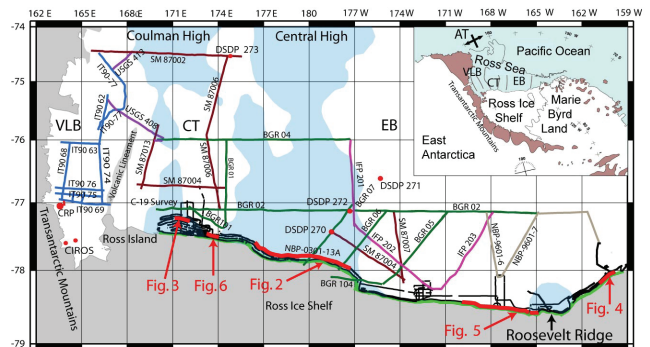 162 E 165 E 168 E 171 E 174 E 177 E 180 E 177 W 174 W 171 W 168 W 165 W 162 W 159 W
-74
-75
-76
-77
-78
-79
Coulman High
Central High
DSDP 273
SM 87002
USGS 413
IT90-77
SM 87006
IT90 62
IT90-77
USGS 408
VLB
CT
EB
BGR 04
IT90 63
IT90 68
IT90 74
Volcanic Lineament
SM 87013
SM 87006
BGR 01
IFP 201
BGR 07
DSDP 271
IT90 76
IT90-75
IT90 69
SM 87004
DSDP 272
CRP
C-19 Survey
BGR 02
BGR 02
BGR 06
SM 87007
BGR 05
DSDP 270
IFP 202
IFP 203
NBP-9601-6
NBP-9601-7
CIROS
Ross Island
NBP-0301-13A
SM 87004
BGR 104
Transantarctic Mountains
Fig. 3
Fig. 6
Fig. 2
Fig. 5
Fig. 4
Ross Ice Shelf
Roosevelt Ridge
AT
Pacific Ocean
Ross Sea
VLB
CT
EB
Ross Ice
Shelf
Marie
Byrd
Land
Transantarctic Mountains
East
Antarctica